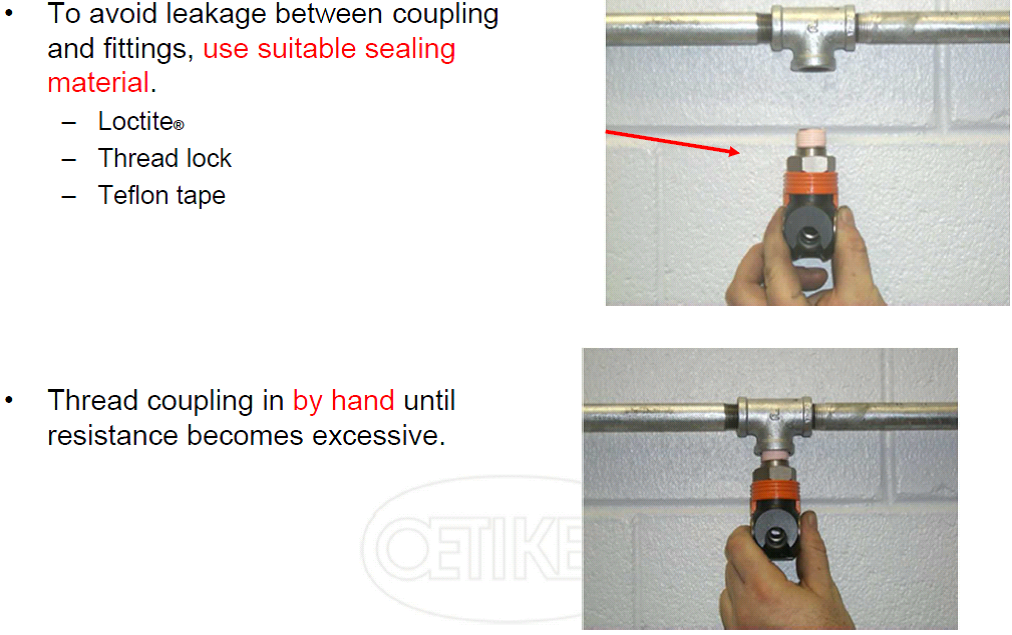 • To avoid leakage between coupling
and fittings, use suitable sealing
material.
– Loctite®
– Thread lock
– Teflon tape
• Thread coupling in by hand until
resistance becomes excessive.
OETIKE